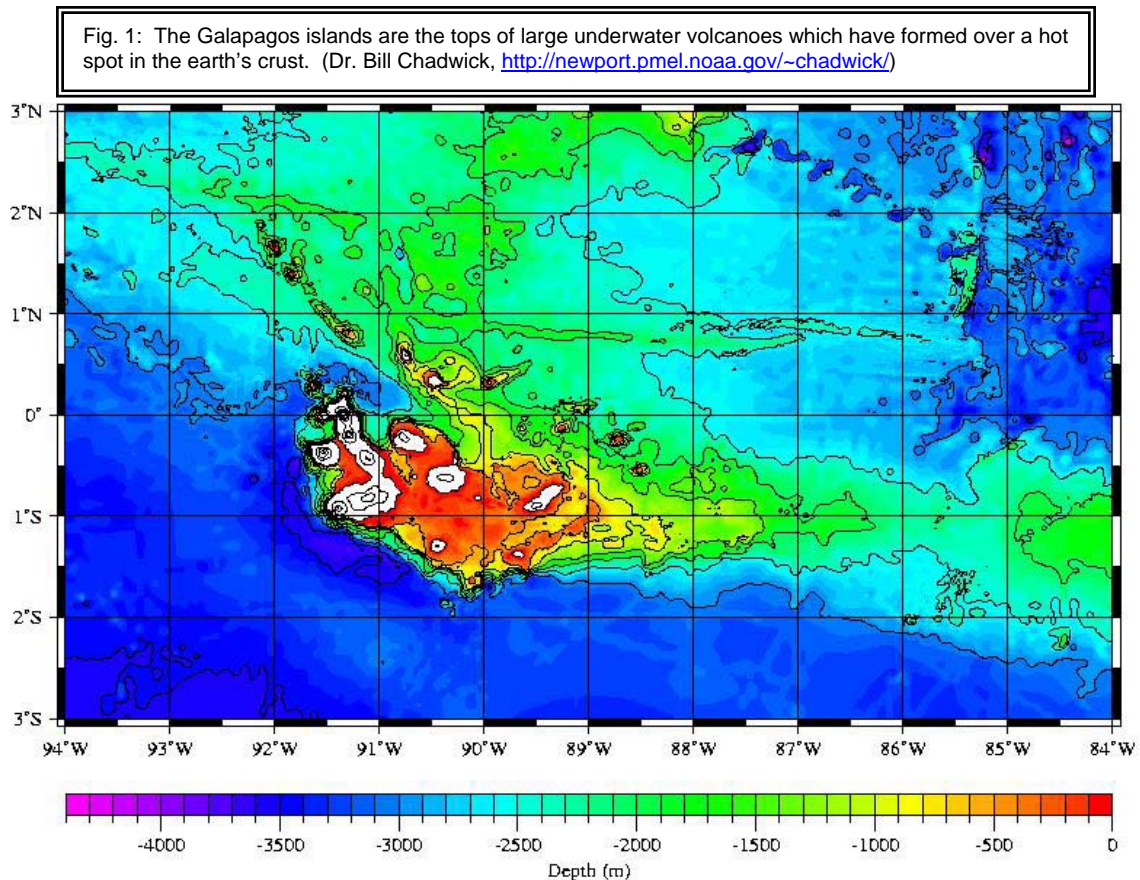 Fig. 1: The Galapagos islands are the tops of large underwater volcanoes which have formed over a hot
spot in the earth's crust. (Dr. Bill Chadwick, http://newport.pmel.noaa.gov/~chadwick/)
3°N
2°N
1°N
0°
1°S
2°S
3°S
94°W 93°W 92°W 91°W 90°W 89°W 88°W 87°W 86°W 85°W 84°W
-4000 -3500 -3000 -2500 -2000 -1500 -1000 -500 0
Depth (m)